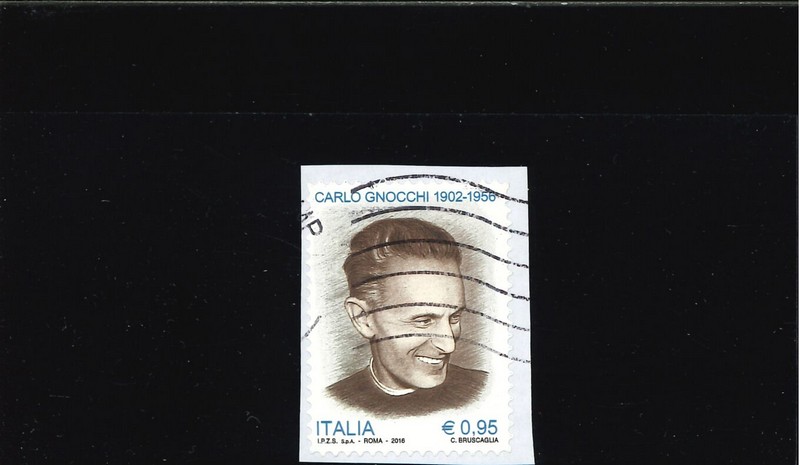 CARLO GNOCCHI 1902-1956
ITALIA
€ 0,95
I.P.Z.S. S.p.A. - ROMA - 2016
C. BRUSCAGLIA